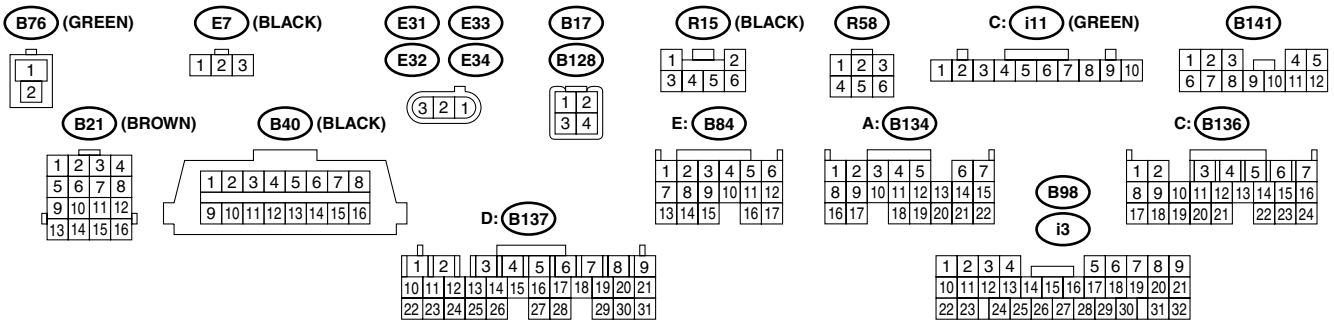 B76 (GREEN)
1
2
E7 (BLACK)
1 2 3
E31 E33
E32 E34
3 2 1
B17
B128
1 2
3 4
R15 (BLACK)
1 2
3 4 5 6
R58
1 2 3
4 5 6
C: i11 (GREEN)
1 2 3 4 5 6 7 8 9 10
B141
1 2 3 4 5
6 7 8 9 10 11 12
B21 (BROWN)
1 2 3 4
5 6 7 8
9 10 11 12
13 14 15 16
B40 (BLACK)
1 2 3 4 5 6 7 8
9 10 11 12 13 14 15 16
D: B137
1 2 3 4 5 6 7 8 9
10 11 12 13 14 15 16 17 18 19 20 21
22 23 24 25 26 27 28 29 30 31
E: B84
1 2 3 4 5 6
7 8 9 10 11 12
13 14 15 16 17
A: B134
1 2 3 4 5 6 7
8 9 10 11 12 13 14 15
16 17 18 19 20 21 22
B98
i3
1 2 3 4 5 6 7 8 9
10 11 12 13 14 15 16 17 18 19 20 21
22 23 24 25 26 27 28 29 30 31 32
C: B136
1 2 3 4 5 6 7
8 9 10 11 12 13 14 15 16
17 18 19 20 21 22 23 24